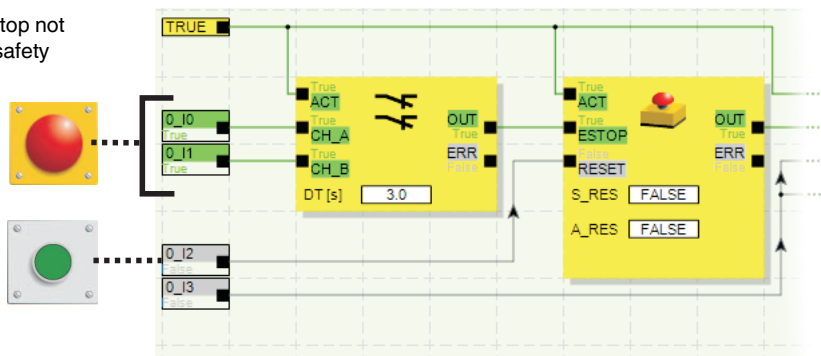 top not
safety
TRUE
0_I0
True
0_I1
True
0_I2
False
0_I3
False
True
ACT
True
CH_A
True
CH_B
OUT
True
ERR
False
DT [s] 3.0
True
ACT
True
ESTOP
False
RESET
OUT
True
ERR
False
S_RES FALSE
A_RES FALSE